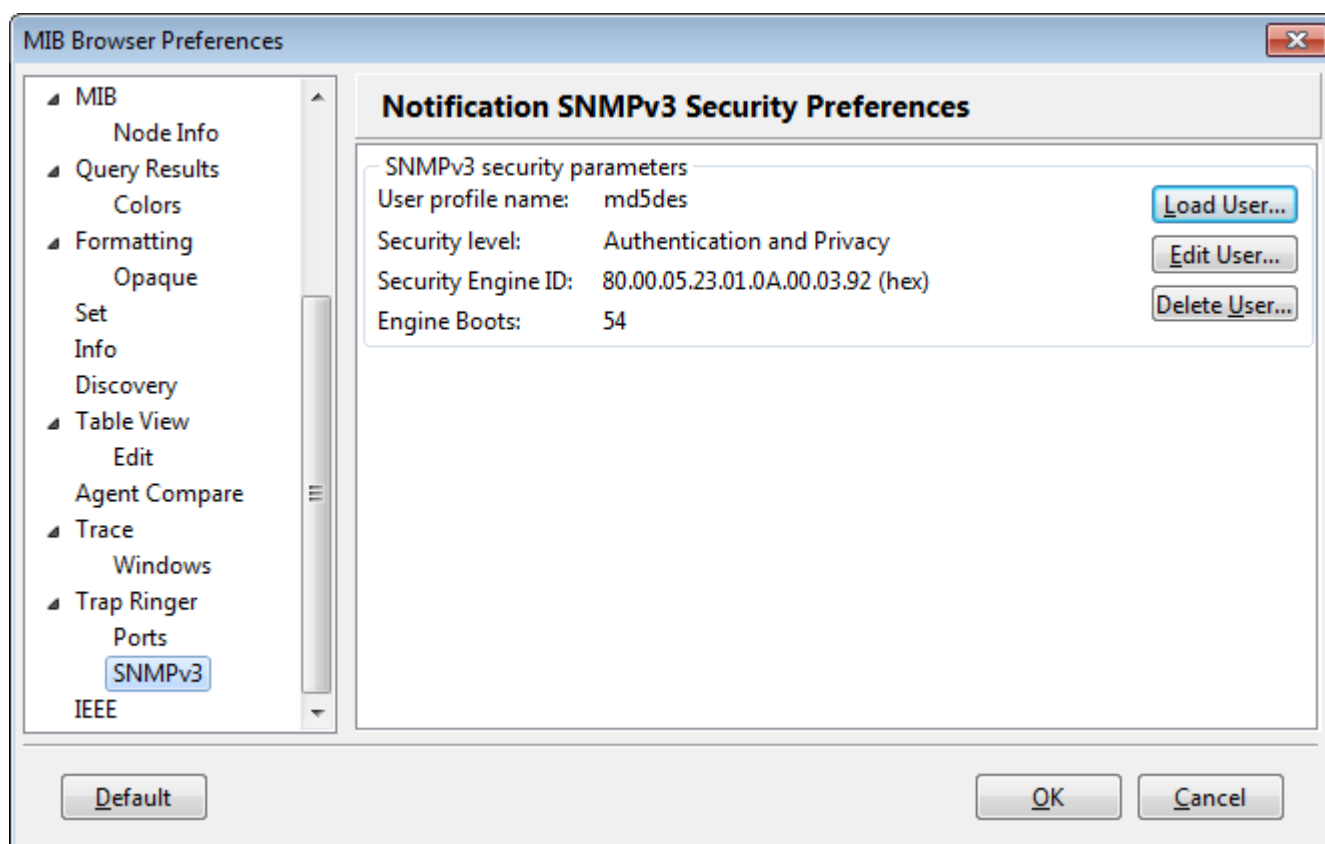 MIB Browser Preferences
MIB
Node Info
Query Results
Colors
Formatting
Opaque
Set
Info
Discovery
Table View
Edit
Agent Compare
Trace
Windows
Trap Ringer
Ports
SNMPv3
IEEE
Notification SNMPv3 Security Preferences
SNMPv3 security parameters
User profile name: md5des
Security level: Authentication and Privacy
Security Engine ID: 80.00.05.23.01.0A.00.03.92 (hex)
Engine Boots: 54
Load User...
Edit User...
Delete User...
Default
OK
Cancel